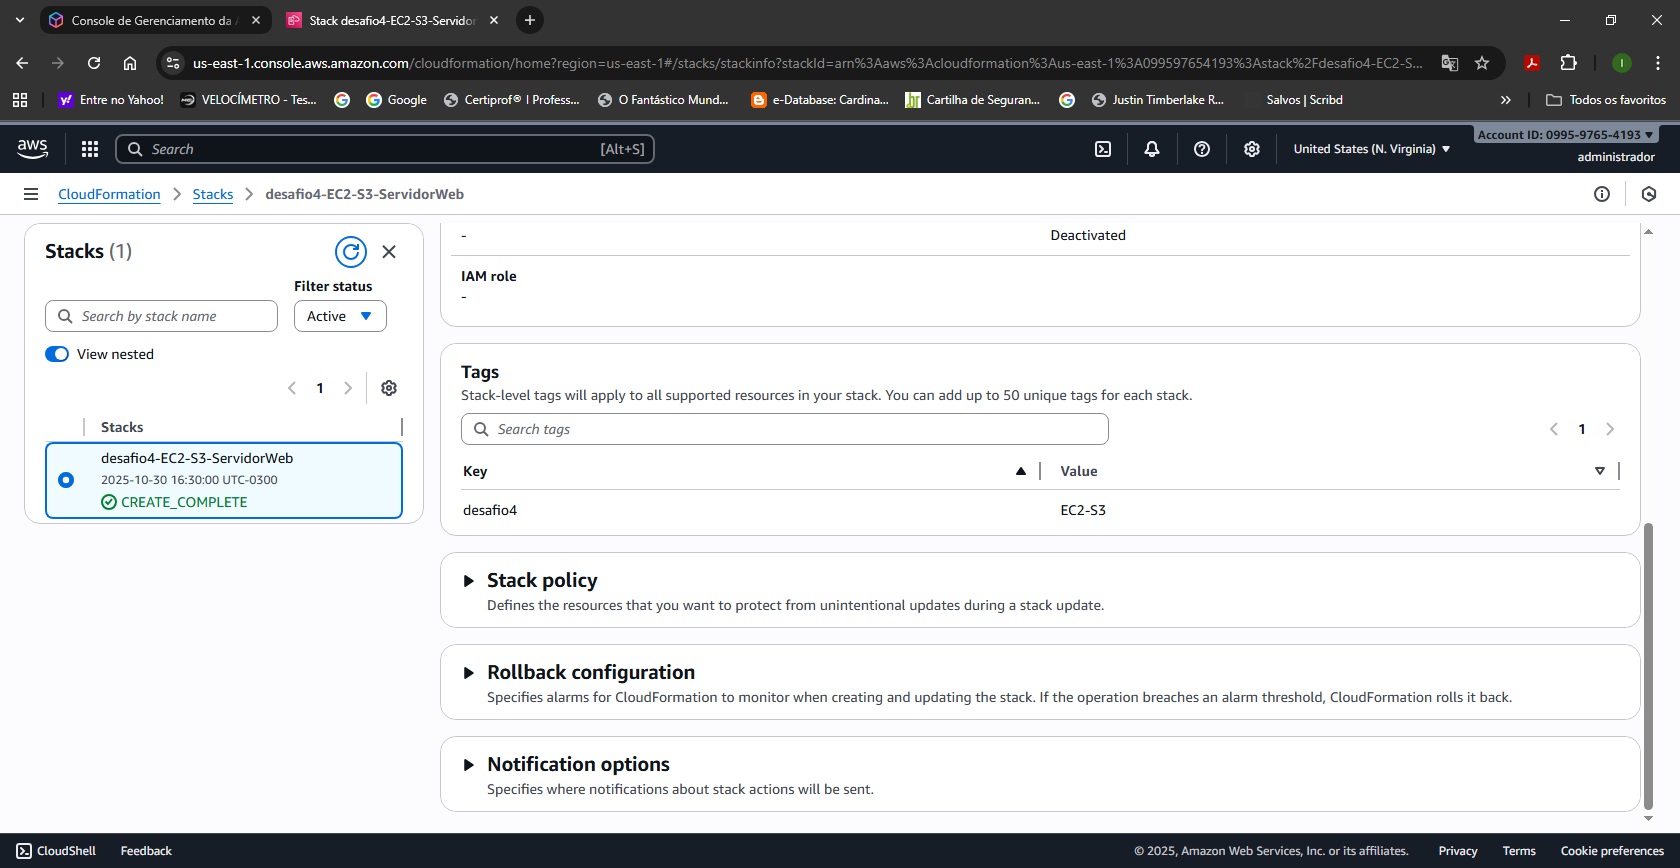 Console de Gerenciamento da
Stack desafio4-EC2-S3-Servidor
us-east-1.console.aws.amazon.com/cloudformation/home?region=us-east-1#/stacks/stackinfo?stackId=arn%3Aaws%3Acloudformation%3Aus-east-1%3A099597654193%3Astack%2Fdesafio4-EC2-S...
I
Entre no Yahoo!
VELOCÍMETRO - Tes...
Google
Certiprof® l Profess...
O Fantástico Mund...
e-Database: Cardina...
Cartilha de Seguran...
Justin Timberlake R...
Salvos | Scribd
Todos os favoritos
aws
Search
[Alt+S]
United States (N. Virginia)
Account ID: 0995-9765-4193
administrador
CloudFormation
Stacks
desafio4-EC2-S3-ServidorWeb
Stacks (1)
Filter status
Search by stack name
Active
View nested
1
Stacks
desafio4-EC2-S3-ServidorWeb
2025-10-30 16:30:00 UTC-0300
CREATE_COMPLETE
-
Deactivated
IAM role
-
Tags
Stack-level tags will apply to all supported resources in your stack. You can add up to 50 unique tags for each stack.
Search tags
1
Key
Value
desafio4
EC2-S3
Stack policy
Defines the resources that you want to protect from unintentional updates during a stack update.
Rollback configuration
Specifies alarms for CloudFormation to monitor when creating and updating the stack. If the operation breaches an alarm threshold, CloudFormation rolls it back.
Notification options
Specifies where notifications about stack actions will be sent.
CloudShell
Feedback
© 2025, Amazon Web Services, Inc. or its affiliates.
Privacy
Terms
Cookie preferences